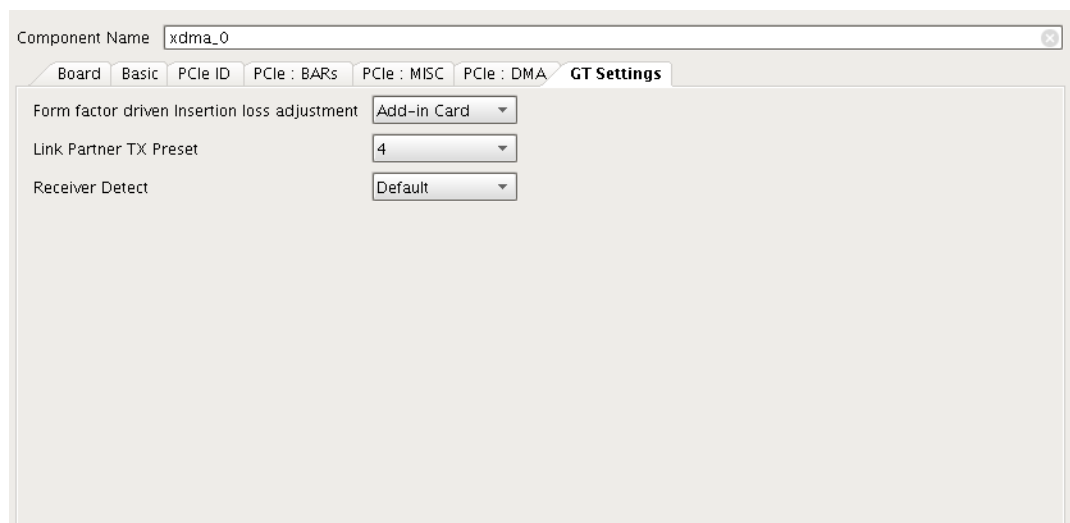 Component Name xdma_0
Board Basic PCIe ID PCIe : BARs PCIe : MISC PCIe : DMA GT Settings
Form factor driven Insertion loss adjustment Add-in Card
Link Partner TX Preset 4
Receiver Detect Default